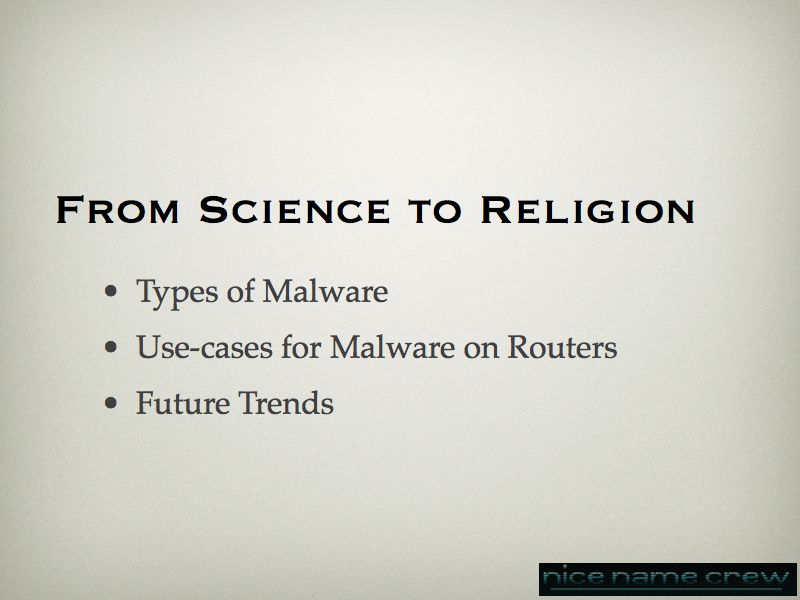 From Science to Religion
• Types of Malware
• Use-cases for Malware on Routers
• Future Trends
nice name crew